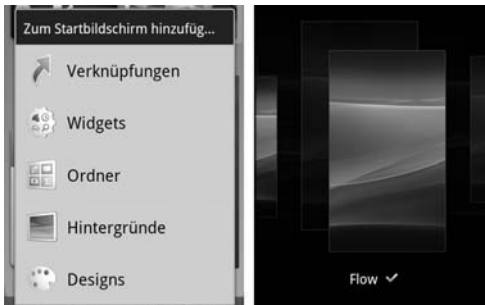 Zum Startbildschirm hinzufüg...
Verknüpfungen
Widgets
Ordner
Hintergründe
Designs
Flow